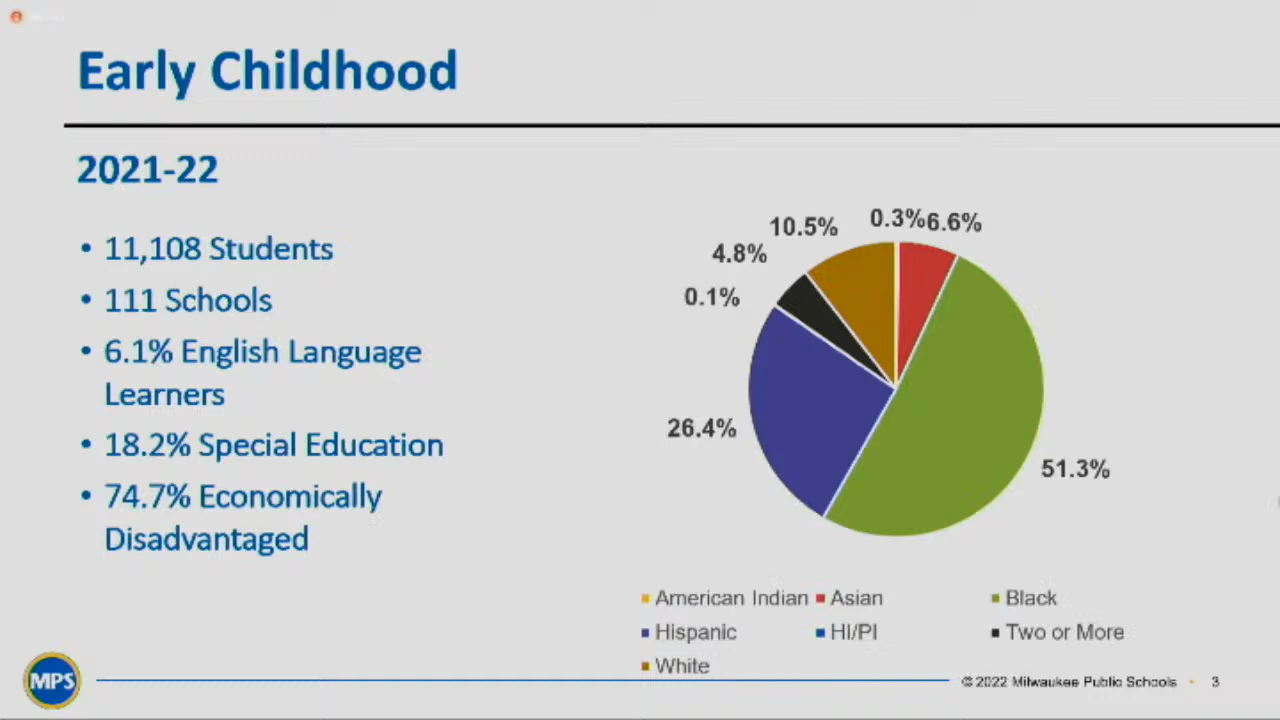 Early Childhood
2021-22
• 11,108 Students
• 111 Schools
• 6.1% English Language
Learners
• 18.2% Special Education
• 74.7% Economically
Disadvantaged
10.5%
0.3%
6.6%
4.8%
0.1%
26.4%
51.3%
American Indian
Asian
Black
Hispanic
HI/PI
Two or More
White
MPS
© 2022 Milwaukee Public Schools • 3